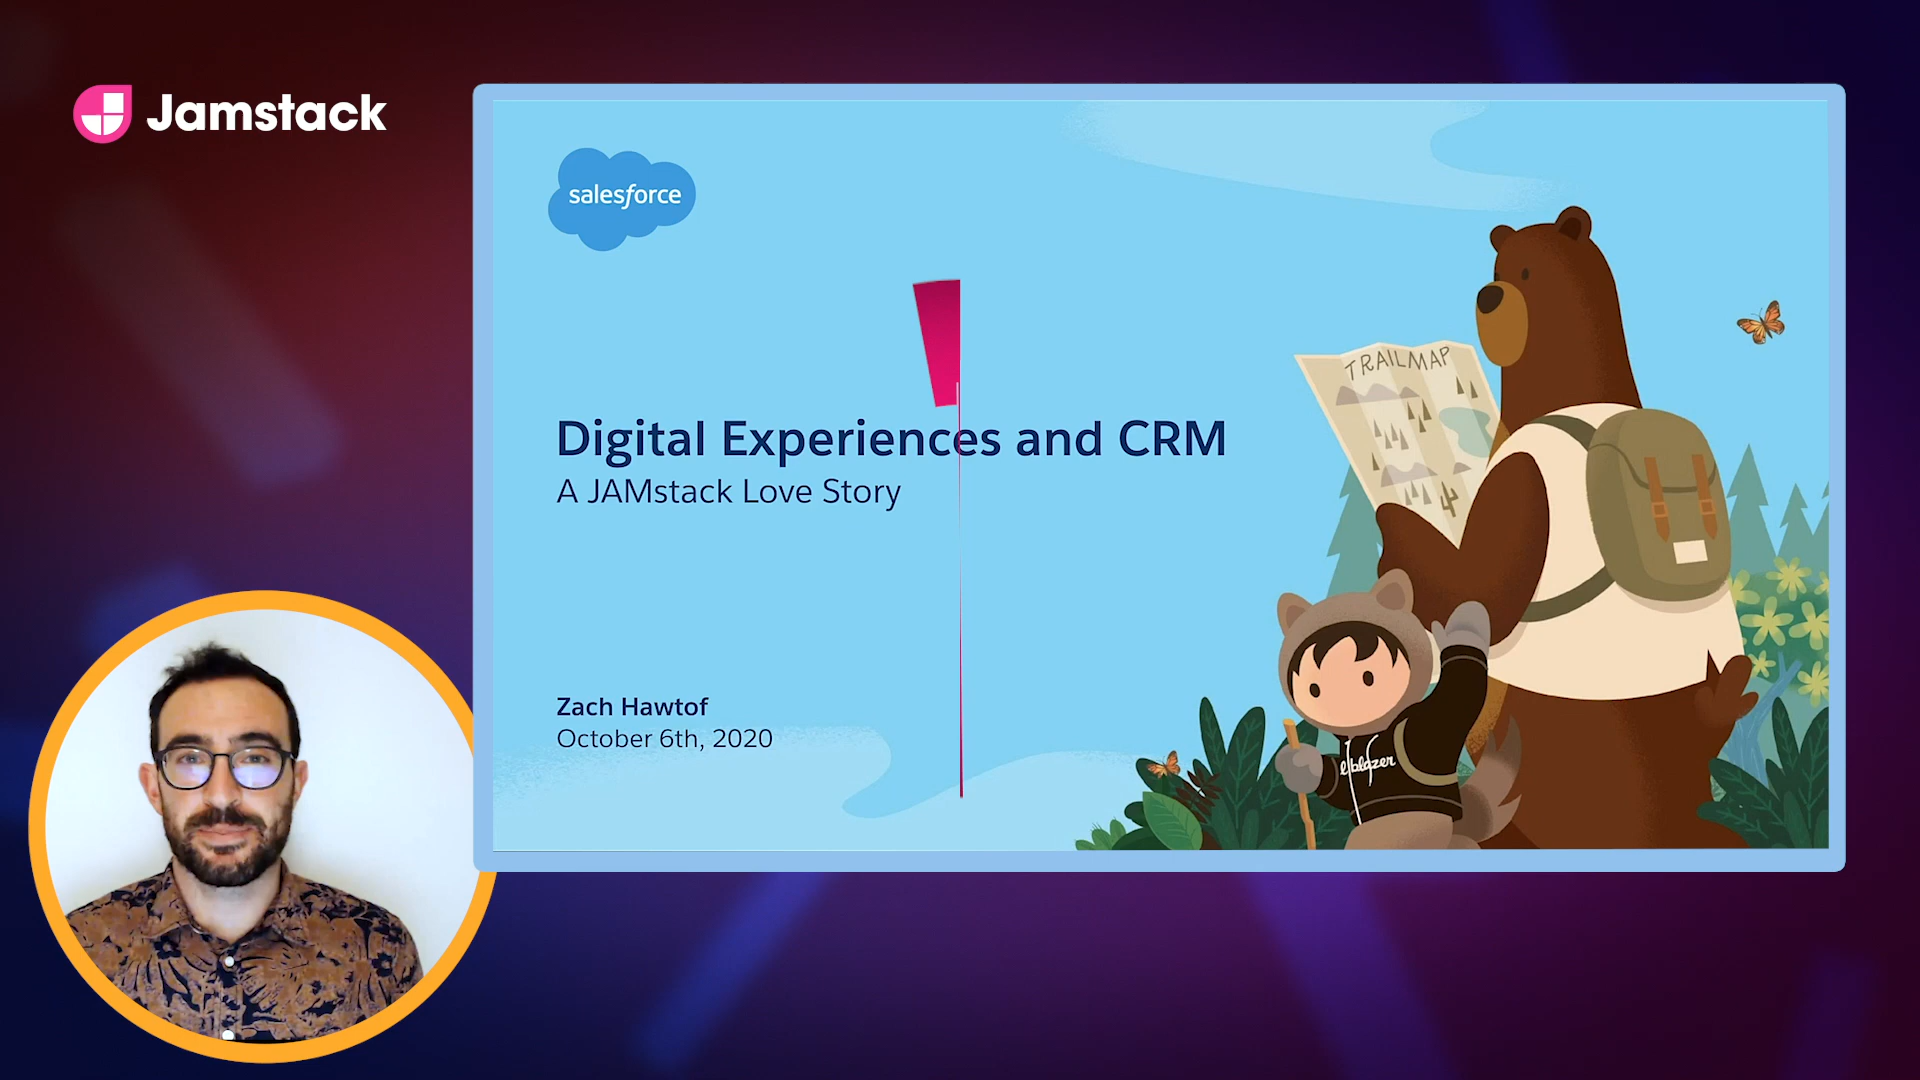 Jamstack
salesforce
TRAILMAP
Digital Experiences and CRM
A JAMstack Love Story
Zach Hawtof
October 6th, 2020